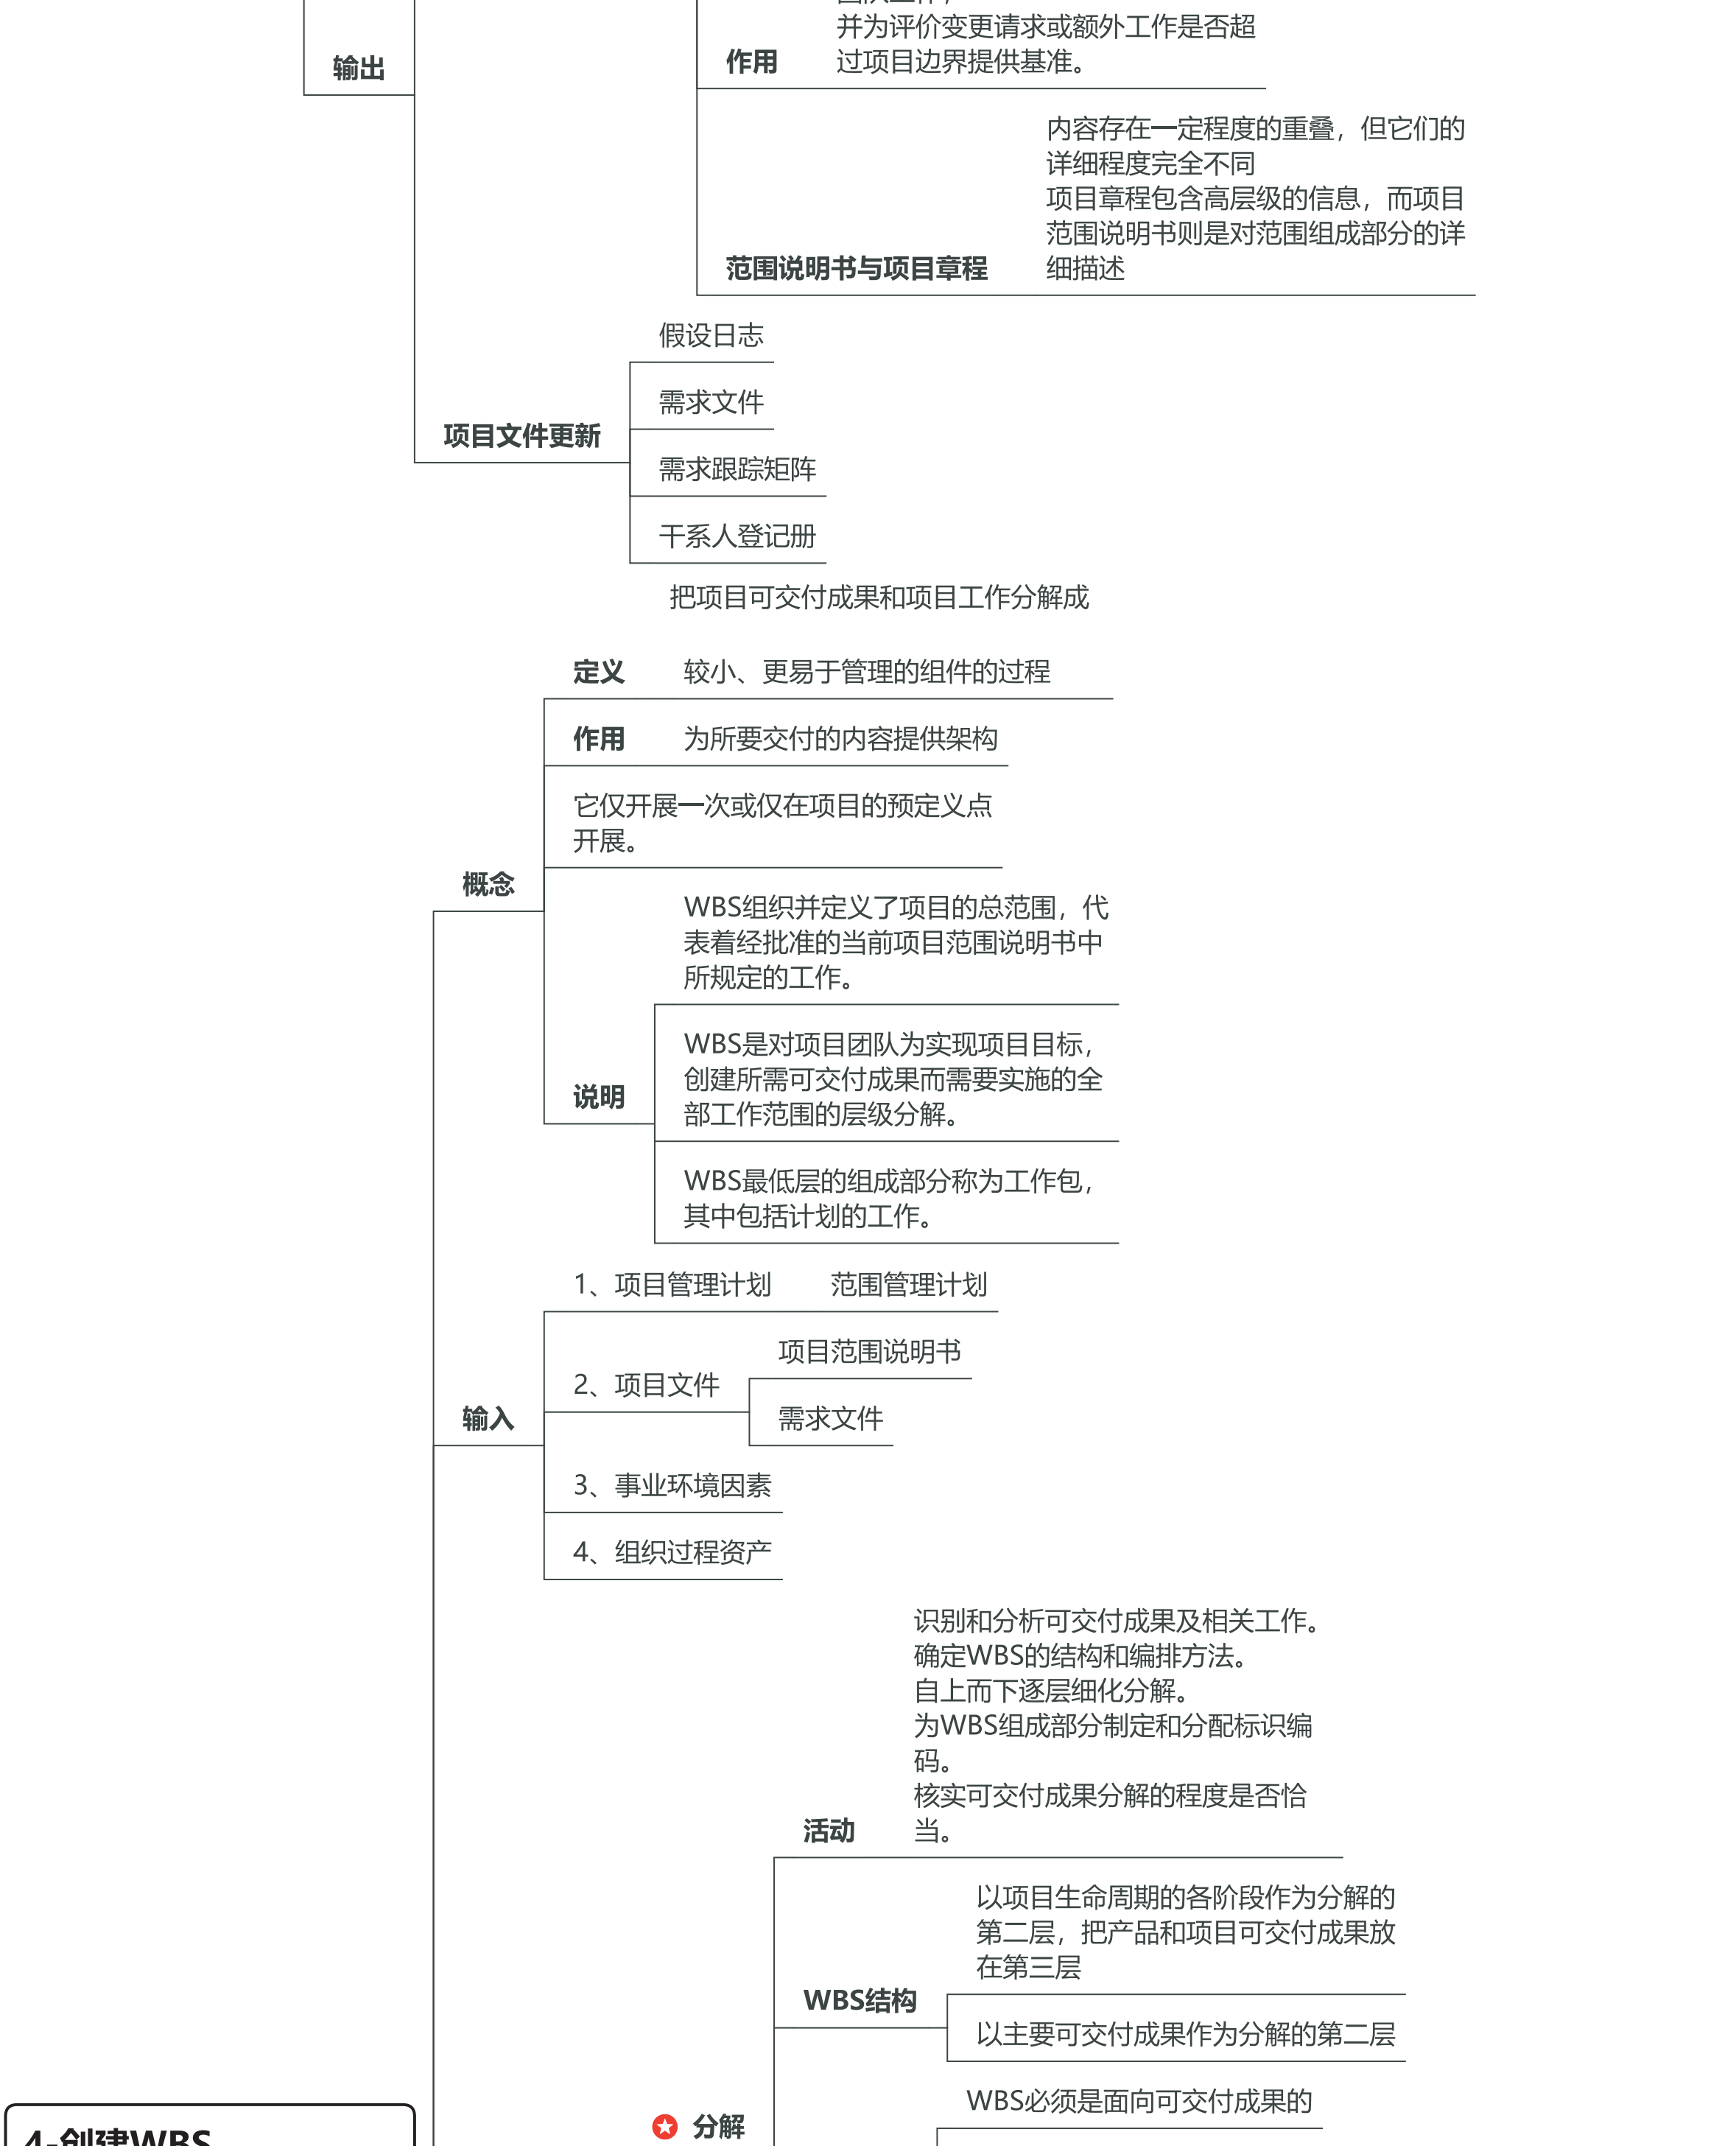 并为评价变更请求或额外工作是否超
过项目边界提供基准。
作用
输出
内容存在一定程度的重叠，但它们的
详细程度完全不同
项目章程包含高层级的信息，而项目
范围说明书则是对范围组成部分的详
细描述
范围说明书与项目章程
假设日志
需求文件
项目文件更新
需求跟踪矩阵
干系人登记册
把项目可交付成果和项目工作分解成
定义 较小、更易于管理的组件的过程
作用 为所要交付的内容提供架构
它仅开展一次或仅在项目的预定义点
开展。
概念
WBS组织并定义了项目的总范围，代
表着经批准的当前项目范围说明书中
所规定的工作。
WBS是对项目团队为实现项目目标，
创建所需可交付成果而需要实施的全
部工作范围的层级分解。
说明
WBS最低层的组成部分称为工作包，
其中包括计划的工作。
1、项目管理计划 范围管理计划
项目范围说明书
2、项目文件
需求文件
输入
3、事业环境因素
4、组织过程资产
识别和分析可交付成果及相关工作。
确定WBS的结构和编排方法。
自上而下逐层细化分解。
为WBS组成部分制定和分配标识编
码。
核实可交付成果分解的程度是否恰
当。
活动
以项目生命周期的各阶段作为分解的
第二层，把产品和项目可交付成果放
在第三层
WBS结构
以主要可交付成果作为分解的第二层
WBS必须是面向可交付成果的
分解
4-创建WBS